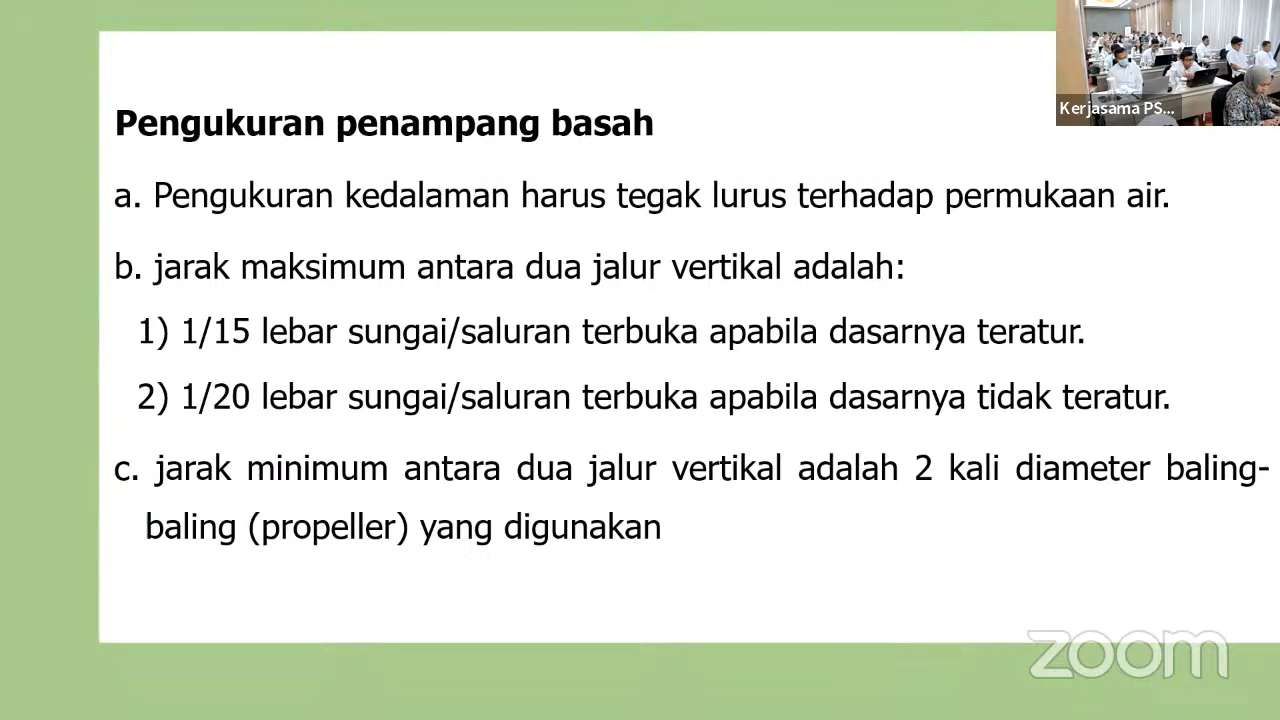 Kerjasama PS...
Pengukuran penampang basah
a. Pengukuran kedalaman harus tegak lurus terhadap permukaan air.
b. jarak maksimum antara dua jalur vertikal adalah:
1) 1/15 lebar sungai/saluran terbuka apabila dasarnya teratur.
2) 1/20 lebar sungai/saluran terbuka apabila dasarnya tidak teratur.
c. jarak minimum antara dua jalur vertikal adalah 2 kali diameter baling-
baling (propeller) yang digunakan
zoom